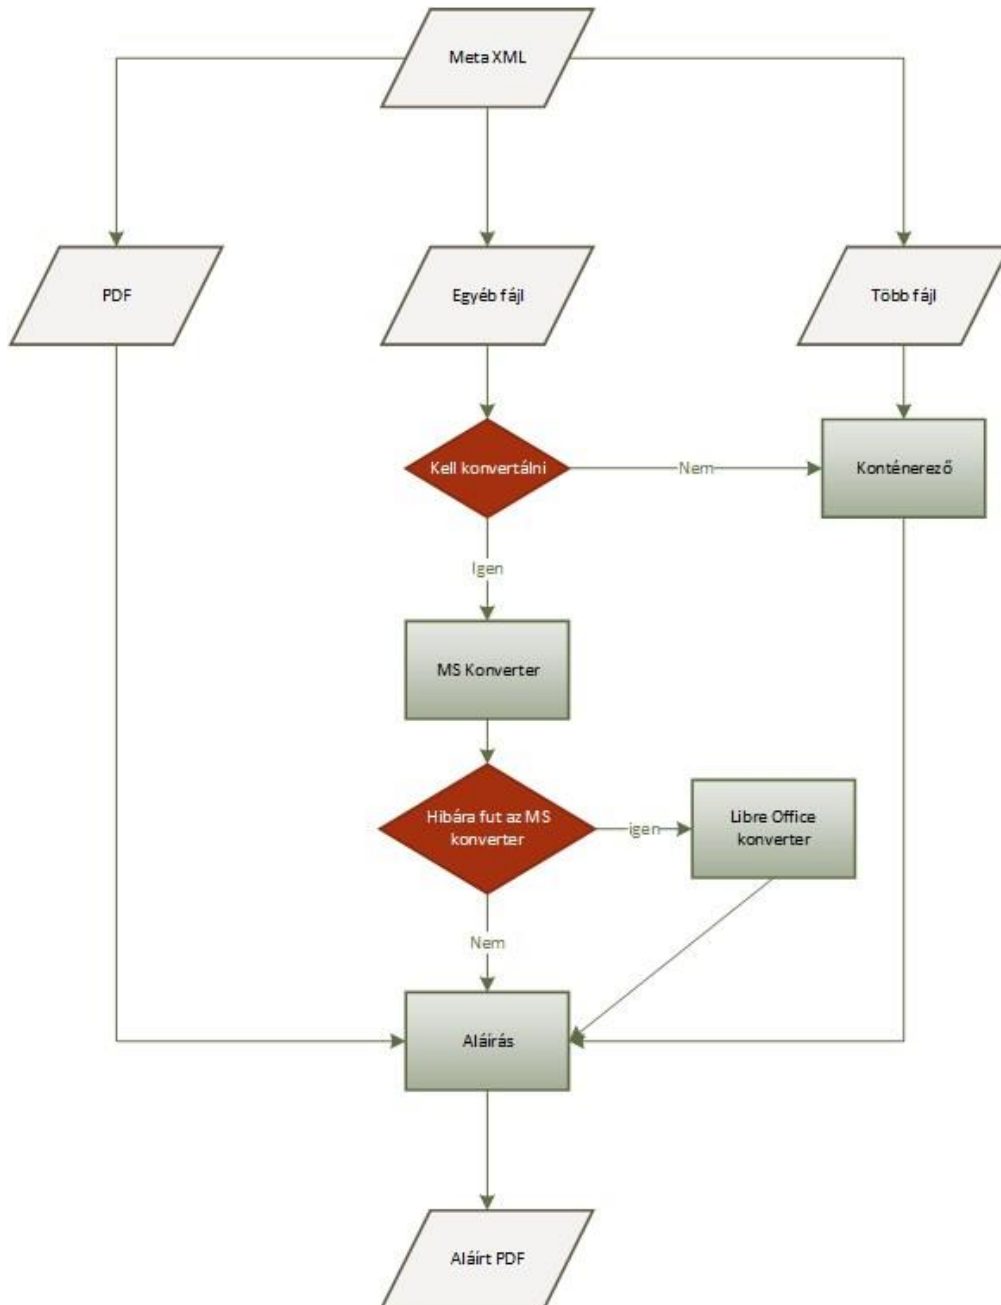 Meta XML
PDF
Egyéb fájl
Több fájl
Kell konvertálni
Nem
Konténerező
Igen
MS Konverter
Hibára fut az MS
konverter
igen
Libre Office
konverter
Nem
Aláírás
Aláírt PDF